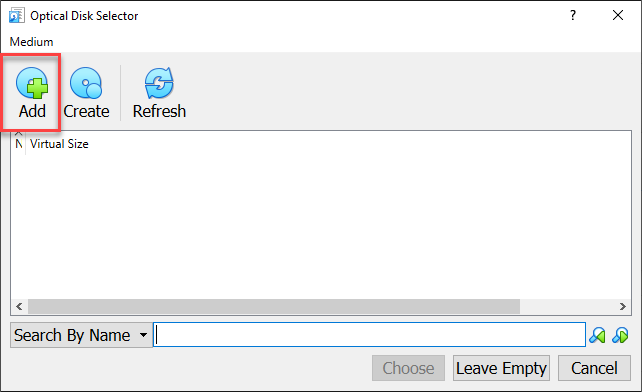 Optical Disk Selector
Medium
Add Create Refresh
N Virtual Size
Search By Name
Choose Leave Empty Cancel